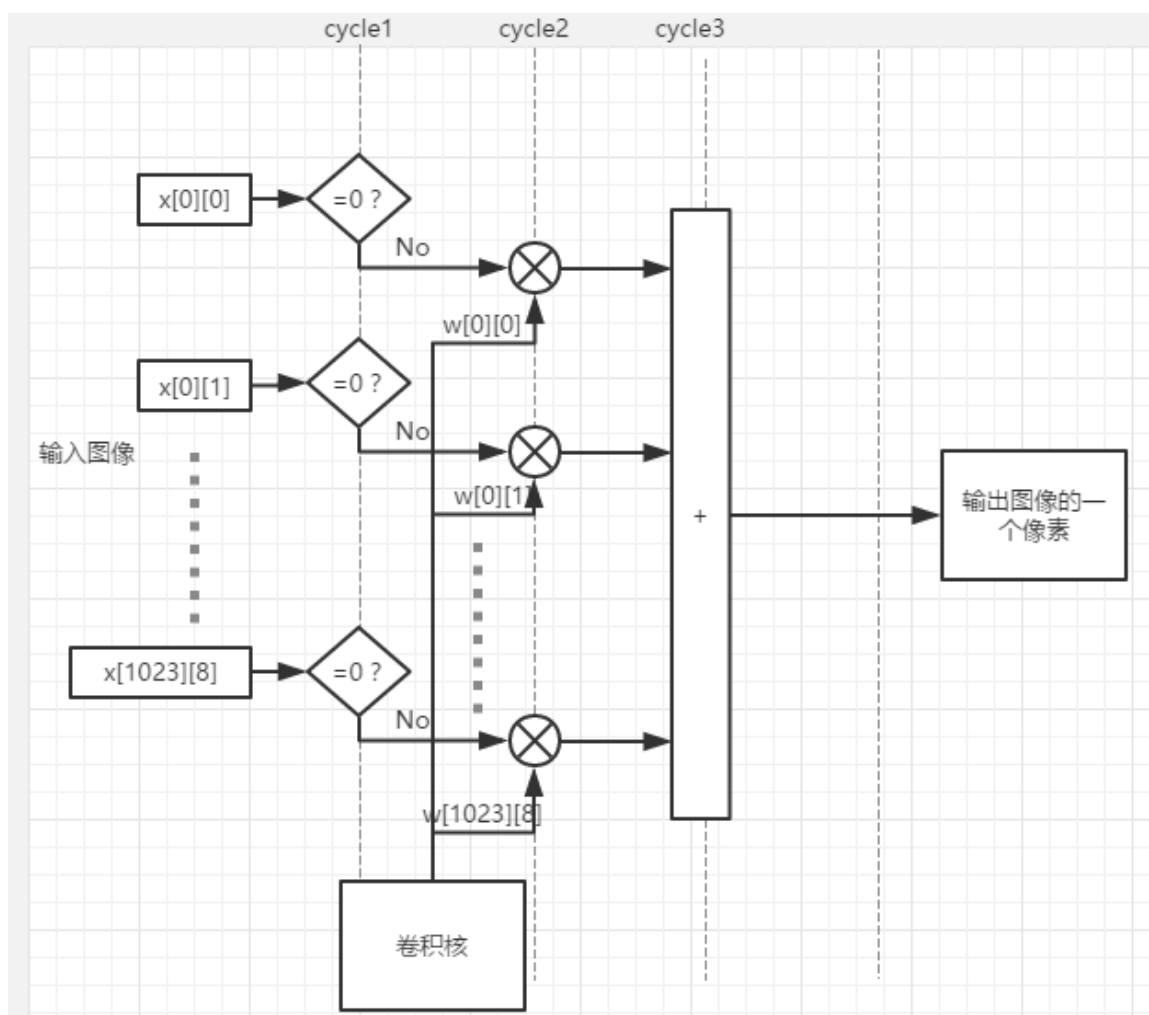 cycle1
cycle2
cycle3
x[0][0]
=0 ?
No
w[0][0]
x[0][1]
=0 ?
No
输入图像
w[0][1]
+
输出图像的一
个像素
x[1023][8]
=0 ?
No
w[1023][8]
卷积核